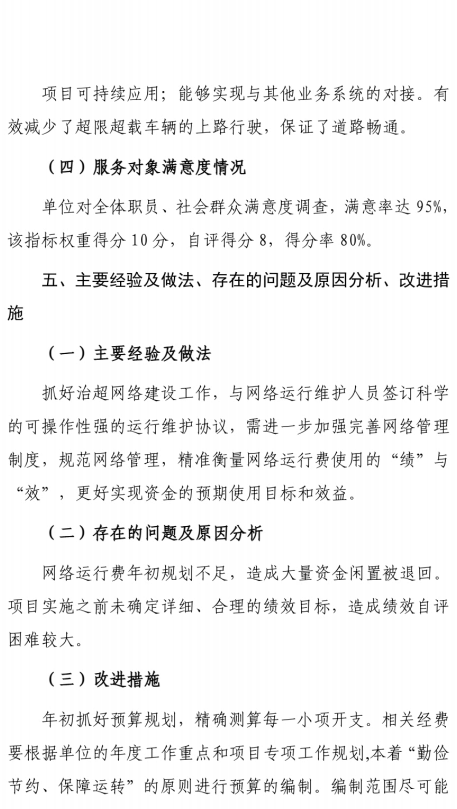 项目可持续应用；能够实现与其他业务系统的对接。有
效减少了超限超载车辆的上路行驶，保证了道路畅通。
（四）服务对象满意度情况
单位对全体职员、社会群众满意度调查，满意率达 95%，
该指标权重得分 10 分，自评得分 8，得分率 80%。
五、主要经验及做法、存在的问题及原因分析、改进措
施
（一）主要经验及做法
抓好治超网络建设工作，与网络运行维护人员签订科学
的可操作性强的运行维护协议，需进一步加强完善网络管理
制度，规范网络管理，精准衡量网络运行费使用的“绩”与
“效”，更好实现资金的预期使用目标和效益。
（二）存在的问题及原因分析
网络运行费年初规划不足，造成大量资金闲置被退回。
项目实施之前未确定详细、合理的绩效目标，造成绩效自评
困难较大。
（三）改进措施
年初抓好预算规划，精确测算每一小项开支。相关经费
要根据单位的年度工作重点和项目专项工作规划,本着“勤俭
节约、保障运转”的原则进行预算的编制。编制范围尽可能